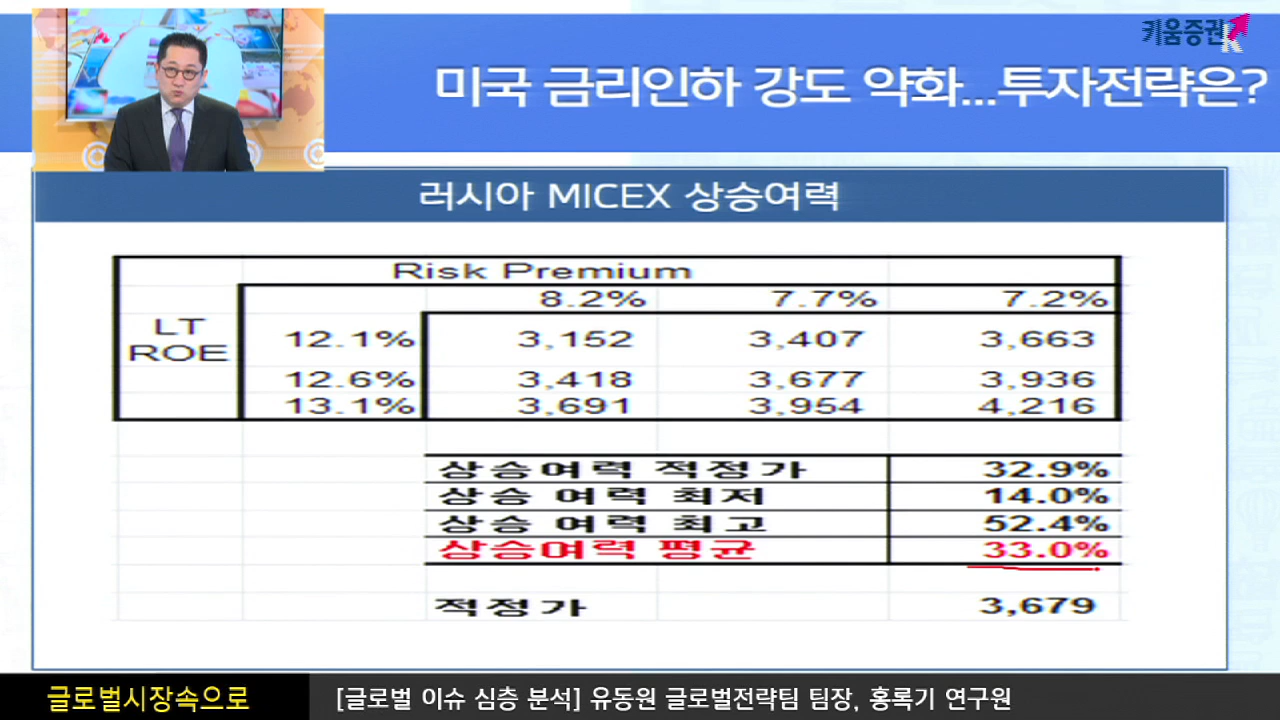 키움증권
미국 금리인하 강도 약화...투자전략은?
러시아 MICEX 상승여력
Risk Premium
8.2% 7.7% 7.2%
LT ROE
12.1% 3,152 3,407 3,663
12.6% 3,418 3,677 3,936
13.1% 3,691 3,954 4,216
상승여력 적정가 32.9%
상승 여력 최저 14.0%
상승 여력 최고 52.4%
상승여력 평균 33.0%
적정가 3,679
글로벌시장속으로 [글로벌 이슈 심층 분석] 유동원 글로벌전략팀 팀장, 홍록기 연구원